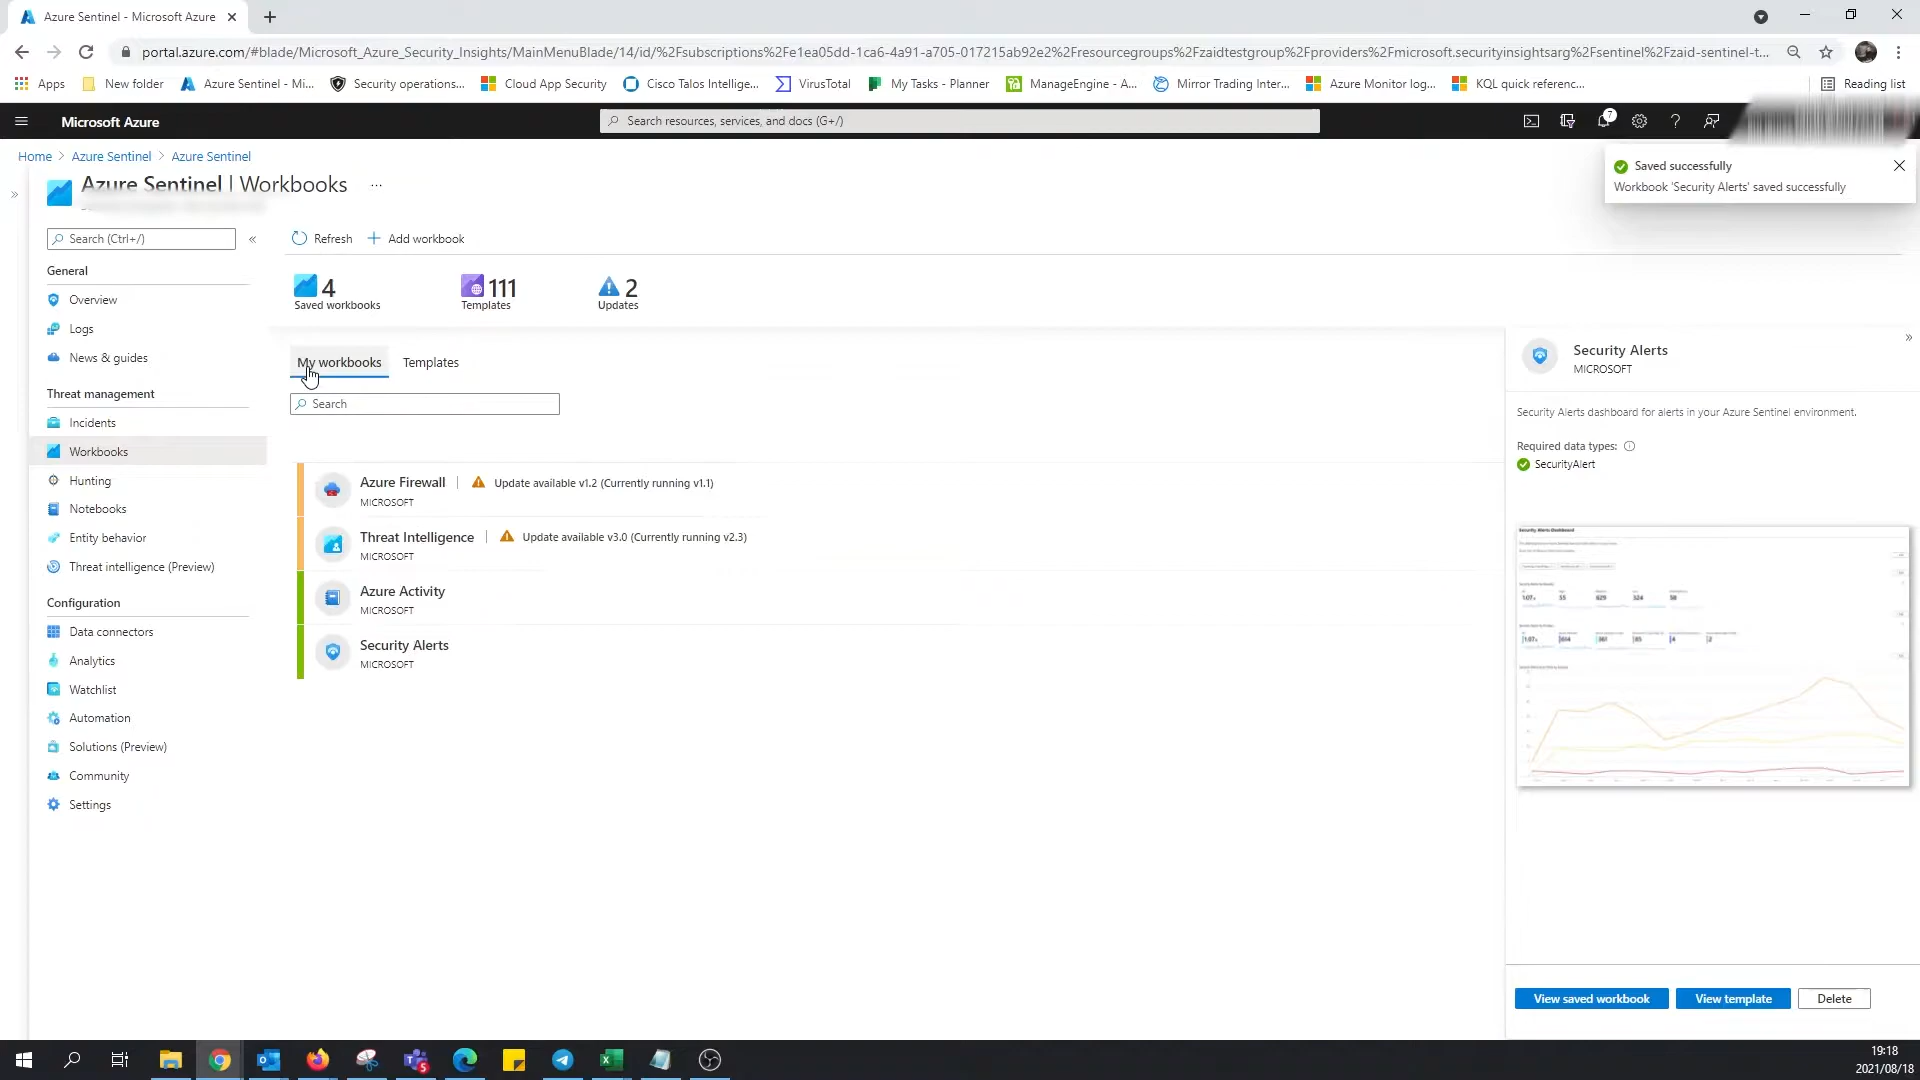 Azure Sentinel - Microsoft Azure
portal.azure.com/#blade/Microsoft_Azure_Security_Insights/MainMenuBlade/14/id/%2Fsubscriptions%2Fe1ea05dd-1ca6-4a91-a705-017215ab92e2%2Fresourcegroups%2Fzaidtestgroup%2Fproviders%2Fmicrosoft.securityinsightsarg%2Fsentinel%2Fzaid-sentinel-t...
Apps New folder Azure Sentinel - Mi... Security operations... Cloud App Security Cisco Talos Intellige... VirusTotal My Tasks - Planner ManageEngine - A... Mirror Trading Inter... Azure Monitor log... KQL quick referenc... Reading list
Microsoft Azure
Search resources, services, and docs (G+/)
7
Home > Azure Sentinel > Azure Sentinel
Saved successfully
Workbook 'Security Alerts' saved successfully
Azure Sentinel | Workbooks ...
Search (Ctrl+/)
Refresh
Add workbook
General
Overview
Logs
News & guides
Threat management
Incidents
Workbooks
Hunting
Notebooks
Entity behavior
Threat intelligence (Preview)
Configuration
Data connectors
Analytics
Watchlist
Automation
Solutions (Preview)
Community
Settings
4
Saved workbooks
111
Templates
2
Updates
My workbooks
Templates
Search
Azure Firewall | Update available v1.2 (Currently running v1.1)
MICROSOFT
Threat Intelligence | Update available v3.0 (Currently running v2.3)
MICROSOFT
Azure Activity
MICROSOFT
Security Alerts
MICROSOFT
Security Alerts
MICROSOFT
Security Alerts dashboard for alerts in your Azure Sentinel environment.
Required data types:
SecurityAlert
Security Alerts Dashboard
View saved workbook
View template
Delete
5
19:18
2021/08/18